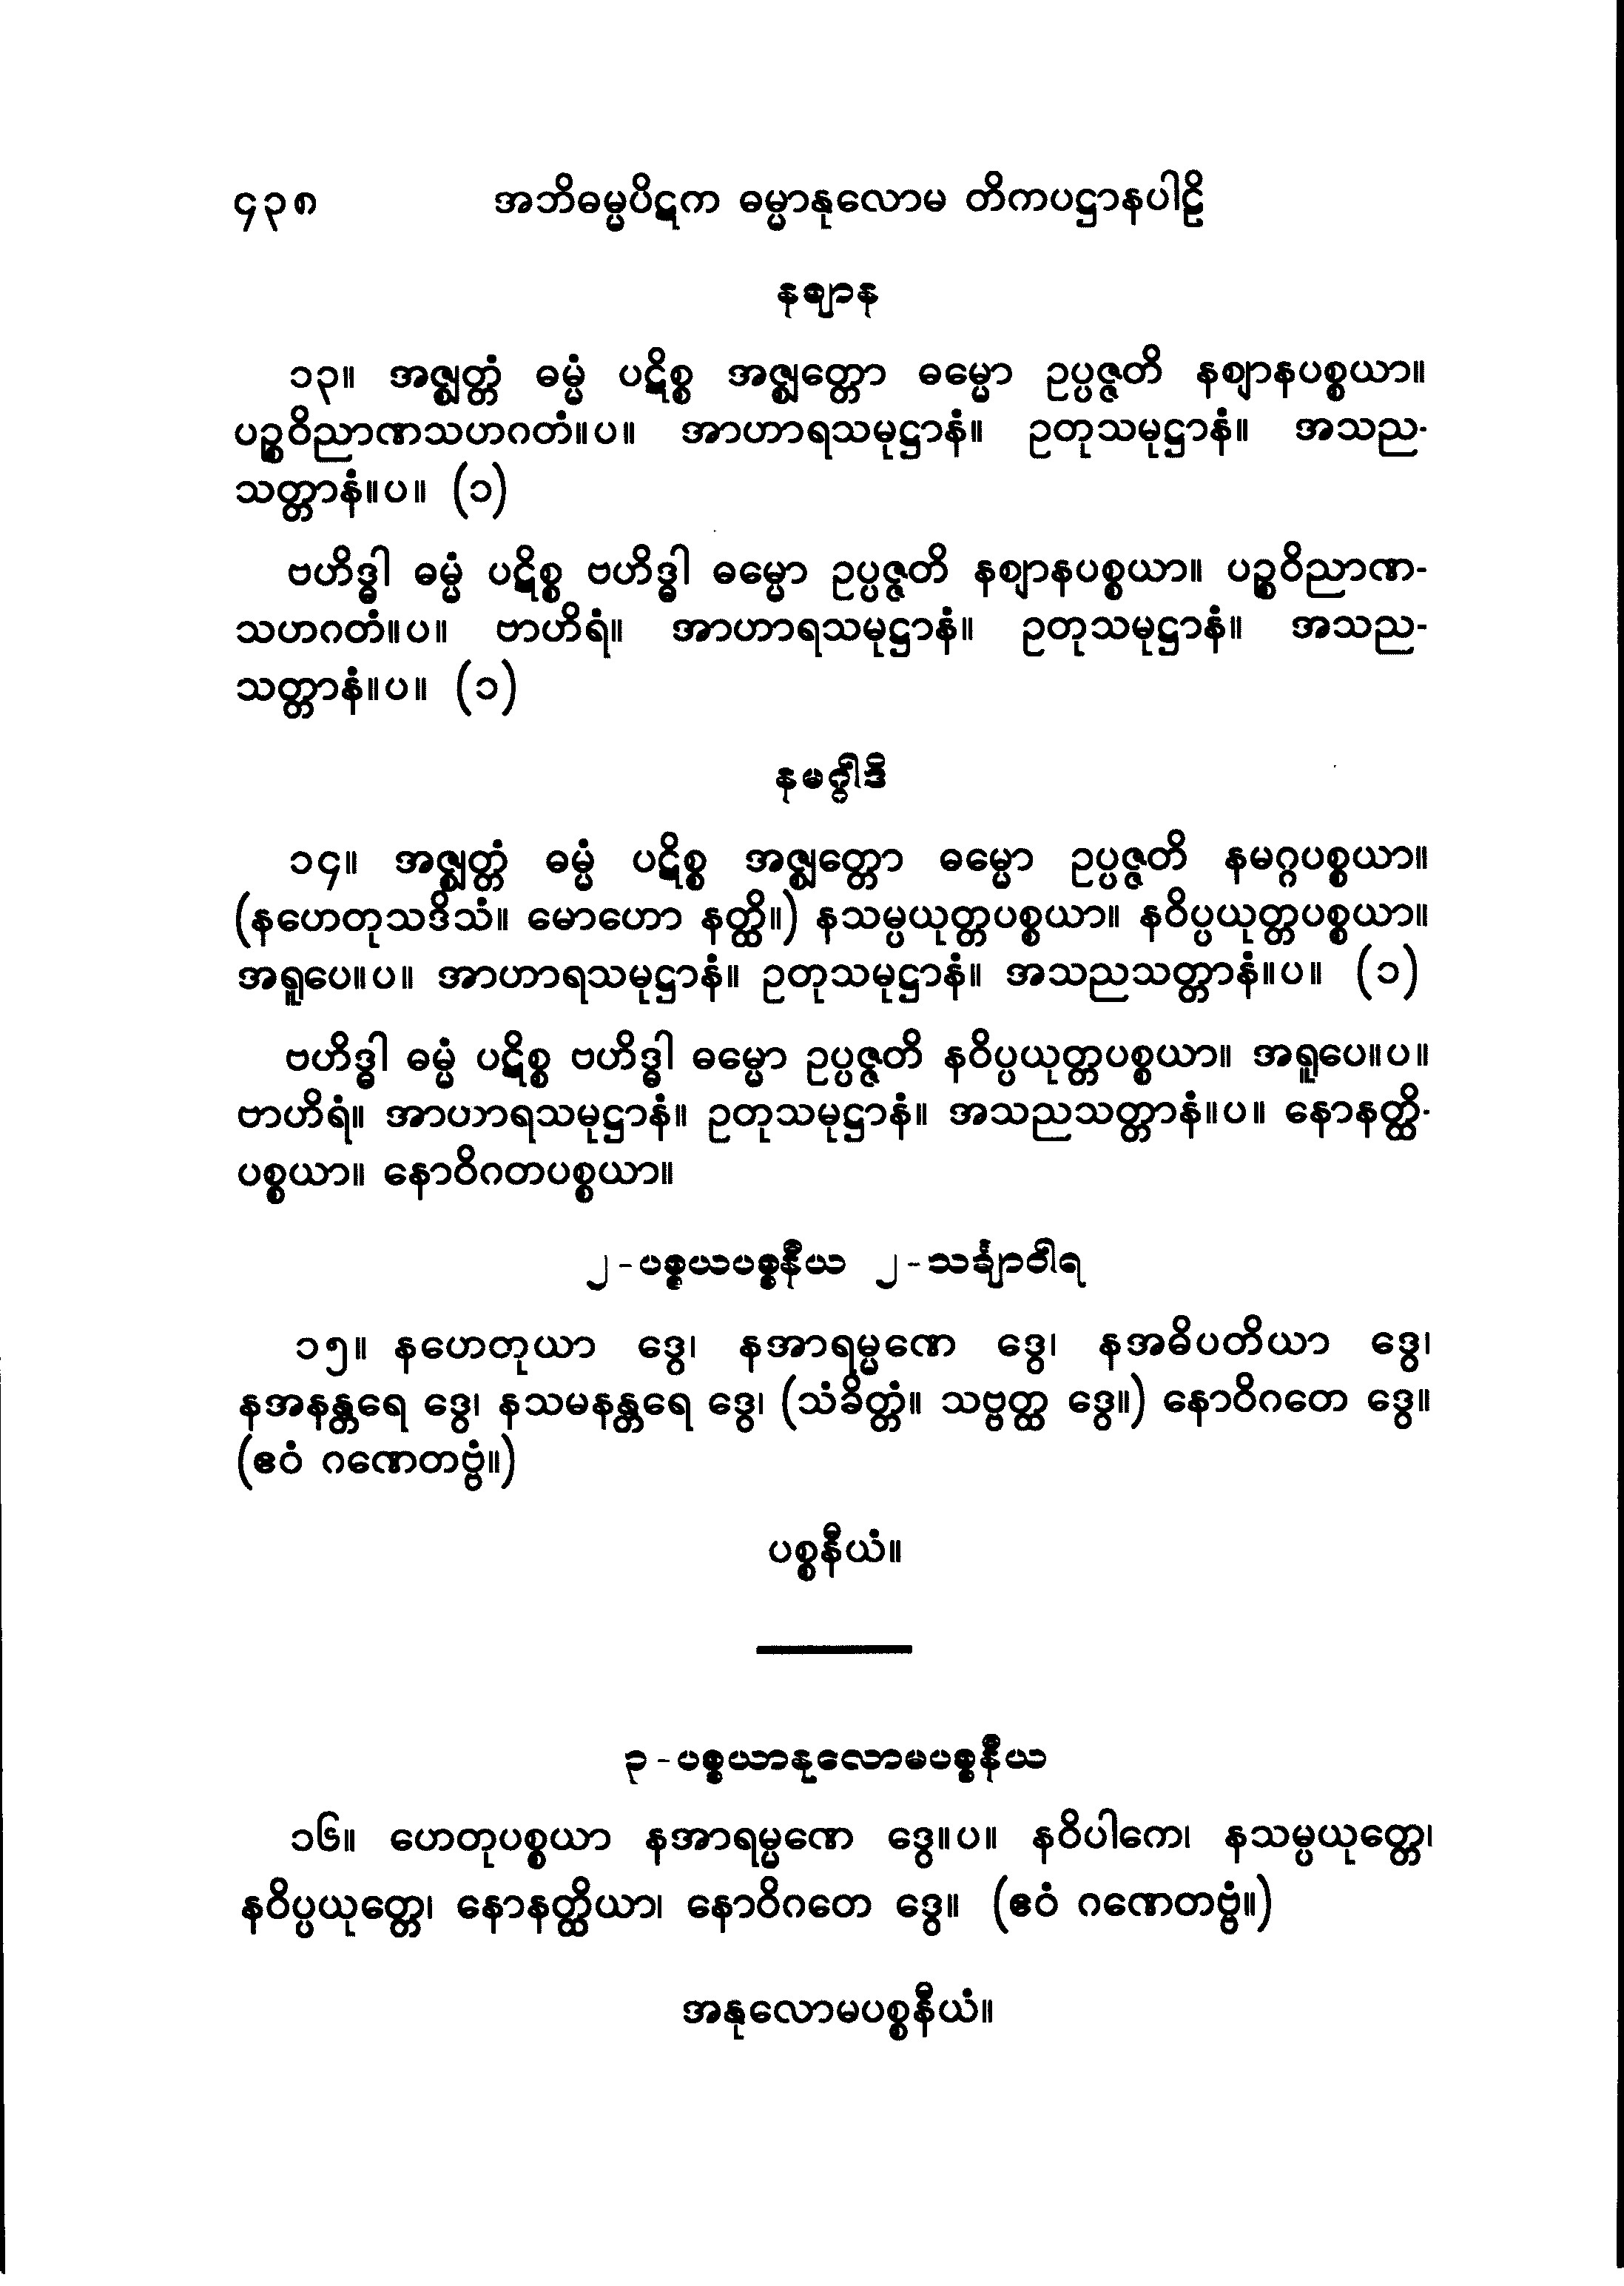 ၄၃၈ အဘိဓမ္မပိဋက ဓမ္မာနုလောမ တိကပဋ္ဌာနပါဠိ
နဈာန
၁၃။ အဇ္ဈတ္တံ ဓမ္မံ ပဋိစ္စ အဇ္ဈတ္တော ဓမ္မော ဥပ္ပဇ္ဇတိ နဈာနပစ္စယာ။
ပဉ္စဝိညာဏသဟဂတံ။ပ။ အာဟာရသမုဋ္ဌာနံ။ ဥတုသမုဋ္ဌာနံ။ အသည-
သတ္တာနံ။ပ။ (၁)
ဗဟိဒ္ဓါ ဓမ္မံ ပဋိစ္စ ဗဟိဒ္ဓါ ဓမ္မော ဥပ္ပဇ္ဇတိ နဈာနပစ္စယာ။ ပဉ္စဝိညာဏ-
သဟဂတံ။ပ။ ဗာဟိရံ။ အာဟာရသမုဋ္ဌာနံ။ ဥတုသမုဋ္ဌာနံ။ အသည-
သတ္တာနံ။ပ။ (၁)
နမဂ္ဂါဒိ
၁၄။ အဇ္ဈတ္တံ ဓမ္မံ ပဋိစ္စ အဇ္ဈတ္တော ဓမ္မော ဥပ္ပဇ္ဇတိ နမဂ္ဂပစ္စယာ။
(နဟေတုသဒိသံ။ မောဟော နတ္ထိ။) နသမ္ပယုတ္တပစ္စယာ။ နဝိပ္ပယုတ္တပစ္စယာ။
အရူပေ။ပ။ အာဟာရသမုဋ္ဌာနံ။ ဥတုသမုဋ္ဌာနံ။ အသညသတ္တာနံ။ပ။ (၁)
ဗဟိဒ္ဓါ ဓမ္မံ ပဋိစ္စ ဗဟိဒ္ဓါ ဓမ္မော ဥပ္ပဇ္ဇတိ နဝိပ္ပယုတ္တပစ္စယာ။ အရူပေ။ပ။
ဗာဟိရံ။ အာဟာရသမုဋ္ဌာနံ။ ဥတုသမုဋ္ဌာနံ။ အသညသတ္တာနံ။ပ။ နောနတ္ထိ-
ပစ္စယာ။ နောဝိဂတပစ္စယာ။
၂-ပစ္စယပစ္စနီယ ၂-သင်္ချာဝါရ
၁၅။ နဟေတုယာ ဒွေ၊ နအာရမ္မဏေ ဒွေ၊ နအဓိပတိယာ ဒွေ၊
နအနန္တရေ ဒွေ၊ နသမနန္တရေ ဒွေ၊ (သံခိတ္တံ။ သဗ္ဗတ္ထ ဒွေ။) နောဝိဂတေ ဒွေ။
(ဧဝံ ဂဏေတဗ္ဗံ။)
ပစ္စနီယံ။
၃-ပစ္စယာနုလောမပစ္စနီယ
၁၆။ ဟေတုပစ္စယာ နအာရမ္မဏေ ဒွေ။ပ။ နဝိပါကေ၊ နသမ္ပယုတ္တေ၊
နဝိပ္ပယုတ္တေ၊ နောနတ္ထိယာ၊ နောဝိဂတေ ဒွေ။ (ဧဝံ ဂဏေတဗ္ဗံ။)
အနုလောမပစ္စနီယံ။